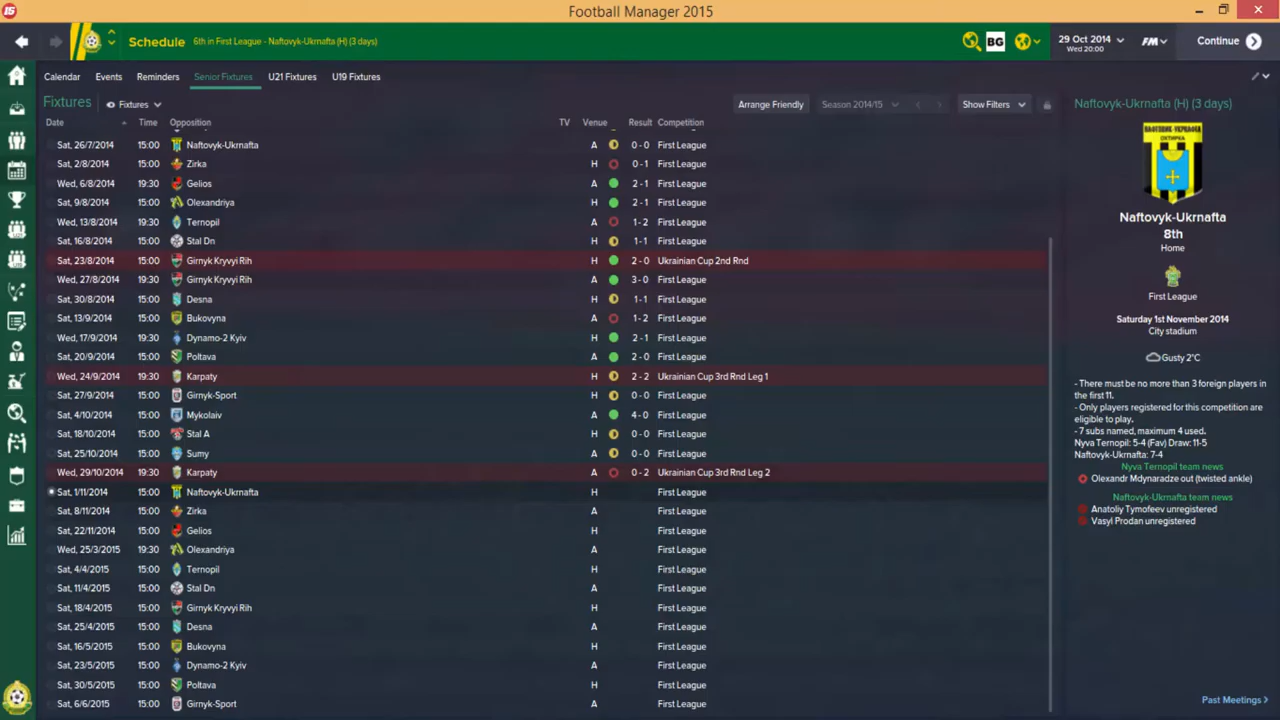 15 Football Manager 2015
Schedule 6th in First League - Naftovyk-Ukrnafta (H) (3 days) BG 29 Oct 2014 Wed 20:00 FM Continue
Calendar Events Reminders Senior Fixtures U21 Fixtures U19 Fixtures
Fixtures Fixtures Arrange Friendly Season 2014/15 Show Filters
Date Time Opposition TV Venue Result Competition
Sat, 26/7/2014 15:00 Naftovyk-Ukrnafta A 0 - 0 First League
Sat, 2/8/2014 15:00 Zirka H 0 -1 First League
Wed, 6/8/2014 19:30 Gelios A 2 -1 First League
Sat, 9/8/2014 15:00 Olexandriya H 2 -1 First League
Wed, 13/8/2014 19:30 Ternopil A 1 - 2 First League
Sat, 16/8/2014 15:00 Stal Dn H 1 -1 First League
Sat, 23/8/2014 15:00 Girnyk Kryvyi Rih H 2 - 0 Ukrainian Cup 2nd Rnd
Wed, 27/8/2014 19:30 Girnyk Kryvyi Rih A 3 - 0 First League
Sat, 30/8/2014 15:00 Desna H 1 -1 First League
Sat, 13/9/2014 15:00 Bukovyna A 1 - 2 First League
Wed, 17/9/2014 19:30 Dynamo-2 Kyiv H 2 -1 First League
Sat, 20/9/2014 15:00 Poltava A 2 - 0 First League
Wed, 24/9/2014 19:30 Karpaty H 2 - 2 Ukrainian Cup 3rd Rnd Leg 1
Sat, 27/9/2014 15:00 Girnyk-Sport H 0 - 0 First League
Sat, 4/10/2014 15:00 Mykolaiv A 4 - 0 First League
Sat, 18/10/2014 15:00 Stal A H 0 - 0 First League
Sat, 25/10/2014 15:00 Sumy A 0 - 0 First League
Wed, 29/10/2014 19:30 Karpaty A 0 - 2 Ukrainian Cup 3rd Rnd Leg 2
Sat, 1/11/2014 15:00 Naftovyk-Ukrnafta H First League
Sat, 8/11/2014 15:00 Zirka A First League
Sat, 22/11/2014 15:00 Gelios H First League
Wed, 25/3/2015 19:30 Olexandriya A First League
Sat, 4/4/2015 15:00 Ternopil H First League
Sat, 11/4/2015 15:00 Stal Dn A First League
Sat, 18/4/2015 15:00 Girnyk Kryvyi Rih H First League
Sat, 25/4/2015 15:00 Desna A First League
Sat, 16/5/2015 15:00 Bukovyna H First League
Sat, 23/5/2015 15:00 Dynamo-2 Kyiv A First League
Sat, 30/5/2015 15:00 Poltava H First League
Sat, 6/6/2015 15:00 Girnyk-Sport A First League
Naftovyk-Ukrnafta (H) (3 days)
Naftovyk-Ukrnafta
8th
Home
First League
Saturday 1st November 2014
City stadium
Gusty 2°C
- There must be no more than 3 foreign players in
the first 11.
- Only players registered for this competition are
eligible to play.
- 7 subs named, maximum 4 used.
Nyva Ternopil: 5-4 (Fav) Draw: 11-5
Naftovyk-Ukrnafta: 7-4
Nyva Ternopil team news
Olexandr Mdynaradze out (twisted ankle)
Naftovyk-Ukrnafta team news
Anatoliy Tymofeev unregistered
Vasyl Prodan unregistered
Past Meetings >